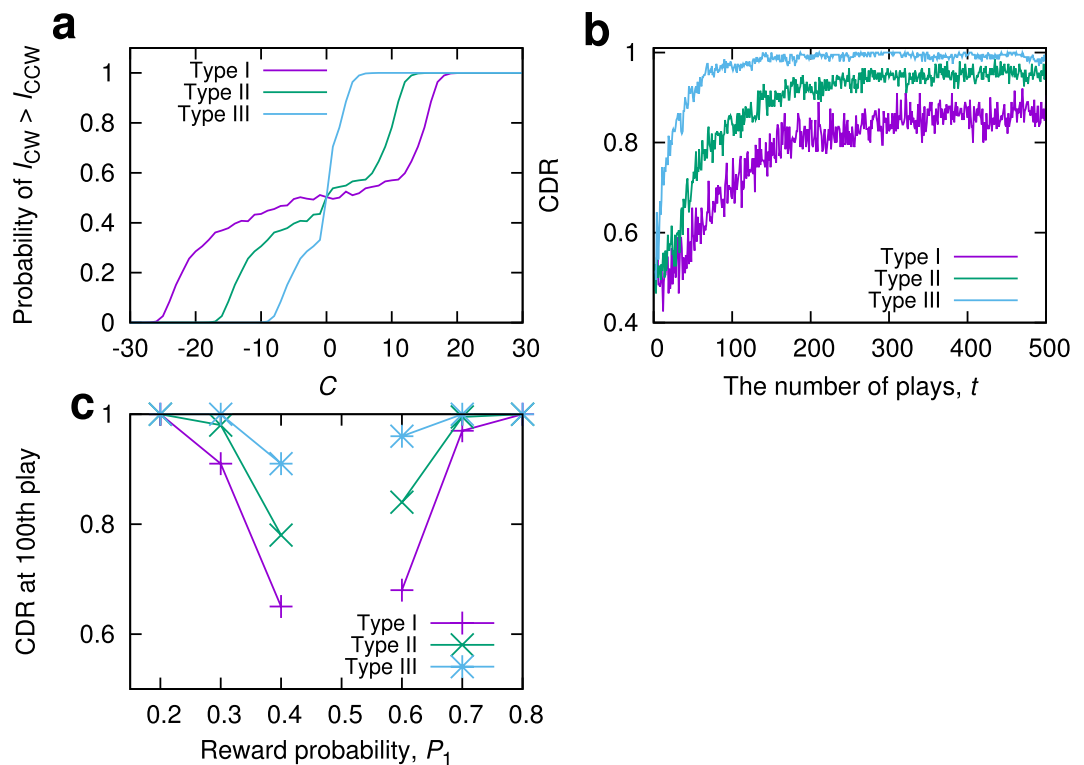 a
Probability of I_CW > I_CCW
Type I
Type II
Type III
1
0.8
0.6
0.4
0.2
0
-30 -20 -10 0 10 20 30
C
b
CDR
1
0.8
0.6
0.4
Type I
Type II
Type III
0 100 200 300 400 500
The number of plays, t
c
CDR at 100th play
1
0.8
0.6
Type I
Type II
Type III
0.2 0.3 0.4 0.5 0.6 0.7 0.8
Reward probability, P_1